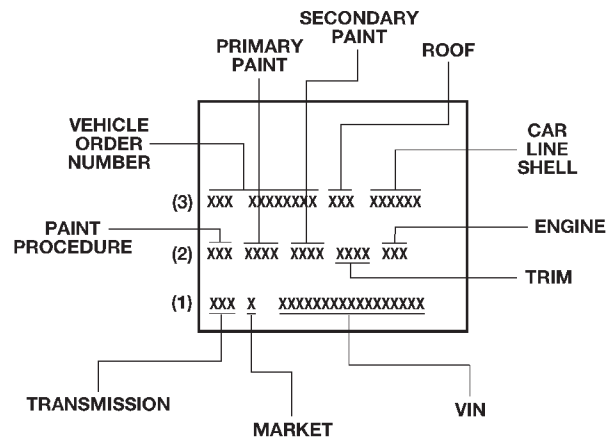 SECONDARY
PAINT
PRIMARY
PAINT
ROOF
VEHICLE
ORDER
NUMBER
CAR
LINE
SHELL
(3) XXX XXXXXXXX XXX XXXXXX
PAINT
PROCEDURE
ENGINE
(2) XXX XXXX XXXX XXXX XXX
TRIM
(1) XXX X XXXXXXXXXXXXXXXXX
TRANSMISSION
MARKET
VIN